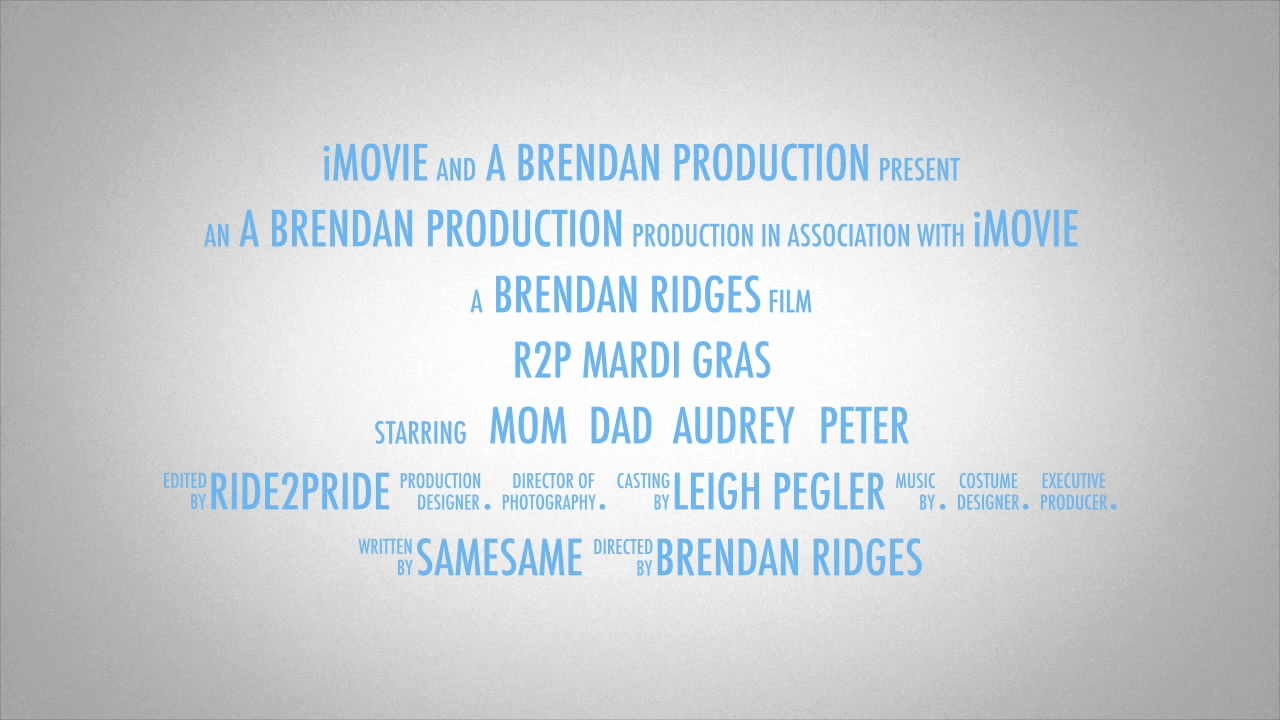 iMOVIE AND A BRENDAN PRODUCTION PRESENT
AN A BRENDAN PRODUCTION PRODUCTION IN ASSOCIATION WITH iMOVIE
A BRENDAN RIDGES FILM
R2P MARDI GRAS
STARRING MOM DAD AUDREY PETER
EDITED BY RIDE2PRIDE PRODUCTION DESIGNER . DIRECTOR OF PHOTOGRAPHY . CASTING BY LEIGH PEGLER MUSIC BY . COSTUME DESIGNER . EXECUTIVE PRODUCER .
WRITTEN BY SAMESAME DIRECTED BY BRENDAN RIDGES